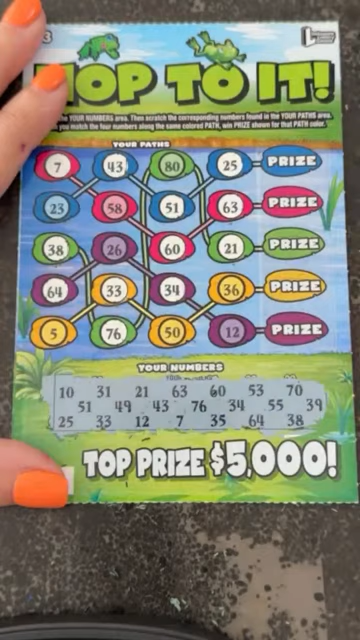 HOP TO IT!
the YOUR NUMBERS area. Then scratch the corresponding numbers found in the YOUR PATHS area.
you match the four numbers along the same colored PATH, win PRIZE shown for that PATH color.
YOUR PATHS
7 43 80 25 PRIZE
23 58 51 63 PRIZE
38 26 60 21 PRIZE
64 33 34 36 PRIZE
5 76 50 12 PRIZE
YOUR NUMBERS
10 31 21 63 60 53 70
51 49 43 76 34 55 39
25 33 12 7 35 64 38
TOP PRIZE $5,000!